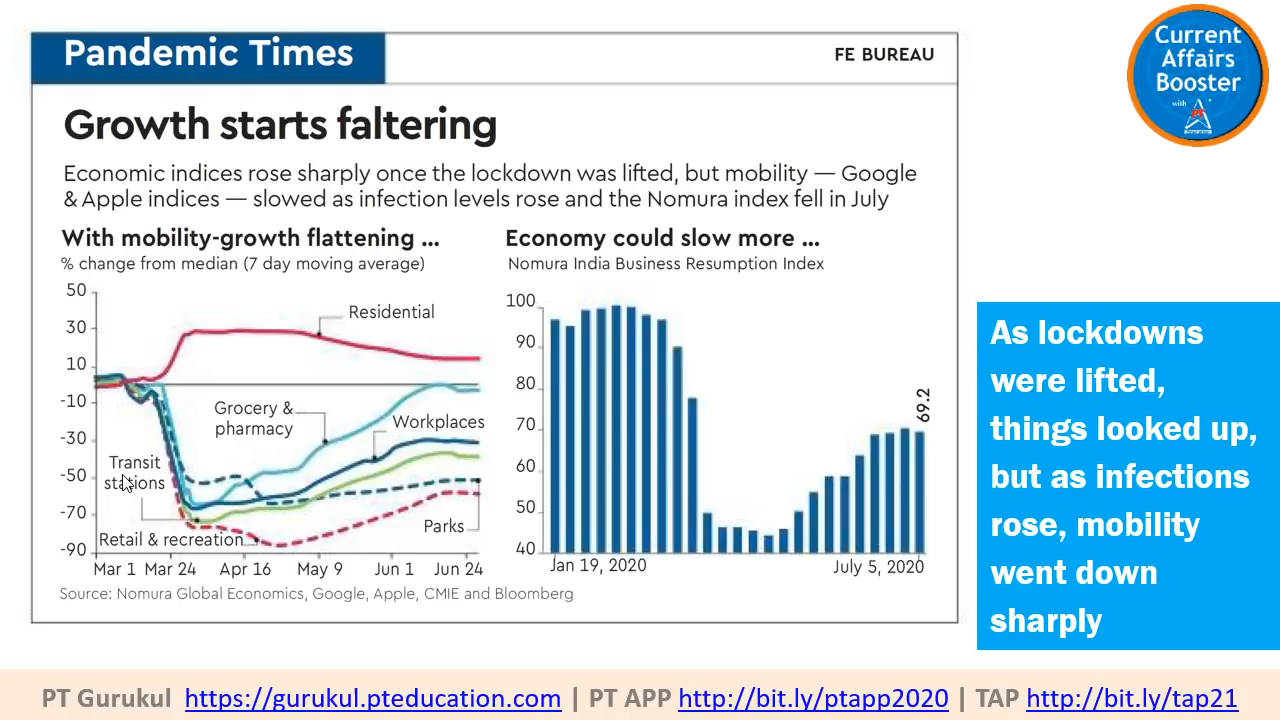 Pandemic Times
FE BUREAU
Growth starts faltering
Economic indices rose sharply once the lockdown was lifted, but mobility — Google
& Apple indices — slowed as infection levels rose and the Nomura index fell in July
With mobility-growth flattening ...
% change from median (7 day moving average)
50
30
10
-10
-30
-50
-70
-90
Residential
Grocery &
pharmacy
Workplaces
Transit
stations
Parks
Retail & recreation
Mar 1 Mar 24 Apr 16 May 9 Jun 1 Jun 24
Economy could slow more ...
Nomura India Business Resumption Index
100
90
80
70
60
50
40
69.2
Jan 19, 2020 July 5, 2020
Source: Nomura Global Economics, Google, Apple, CMIE and Bloomberg
Current
Affairs
Booster
with
As lockdowns
were lifted,
things looked up,
but as infections
rose, mobility
went down
sharply
PT Gurukul https://gurukul.pteducation.com | PT APP http://bit.ly/ptapp2020 | TAP http://bit.ly/tap21